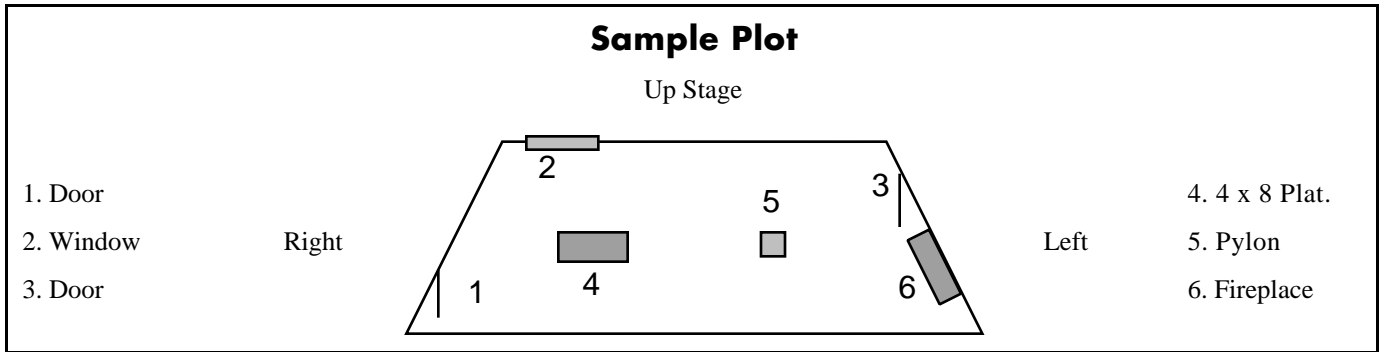 Sample Plot
Up Stage
1. Door
2. Window
3. Door
Right
2
1
4
5
3
6
Left
4. 4 x 8 Plat.
5. Pylon
6. Fireplace